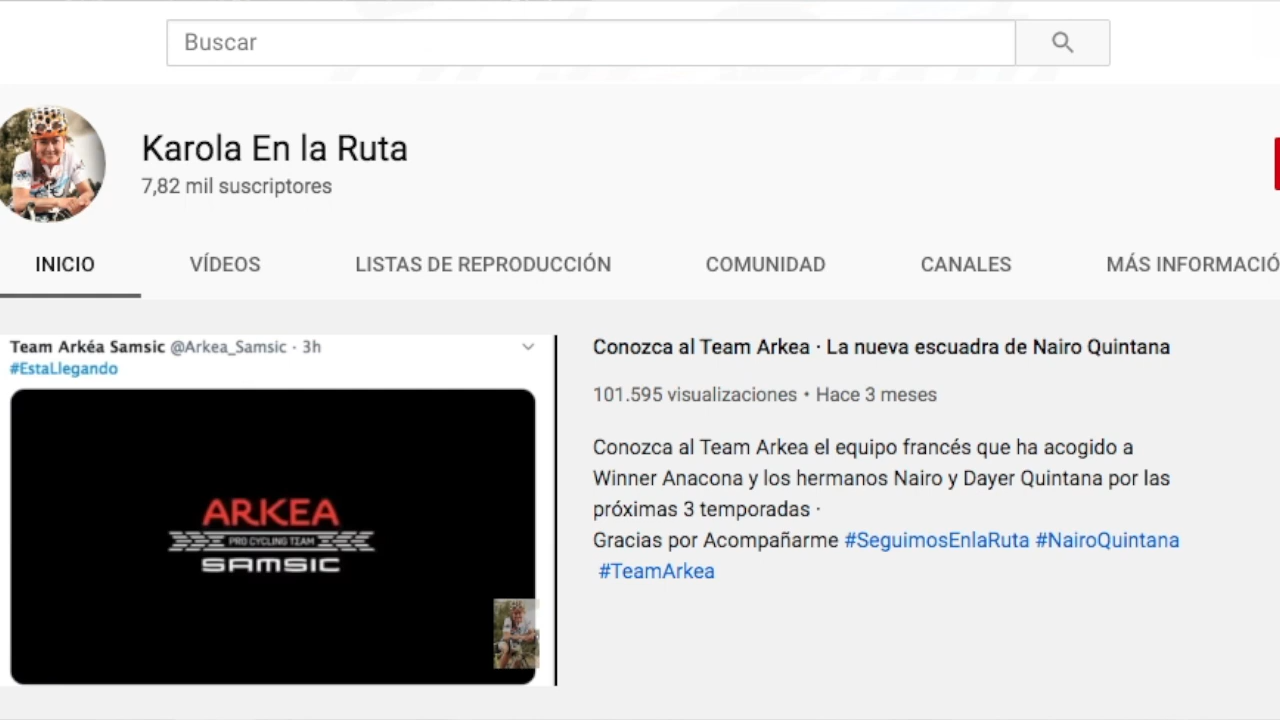 Buscar
Karola En la Ruta
7,82 mil suscriptores
INICIO VÍDEOS LISTAS DE REPRODUCCIÓN COMUNIDAD CANALES MÁS INFORMACIÓ
Team Arkéa Samsic @Arkea_Samsic · 3h
#EstaLlegando
ARKEA
PRO CYCLING TEAM
SAMSIC
Conozca al Team Arkea · La nueva escuadra de Nairo Quintana
101.595 visualizaciones • Hace 3 meses
Conozca al Team Arkea el equipo francés que ha acogido a
Winner Anacona y los hermanos Nairo y Dayer Quintana por las
próximas 3 temporadas ·
Gracias por Acompañarme #SeguimosEnlaRuta #NairoQuintana
#TeamArkea